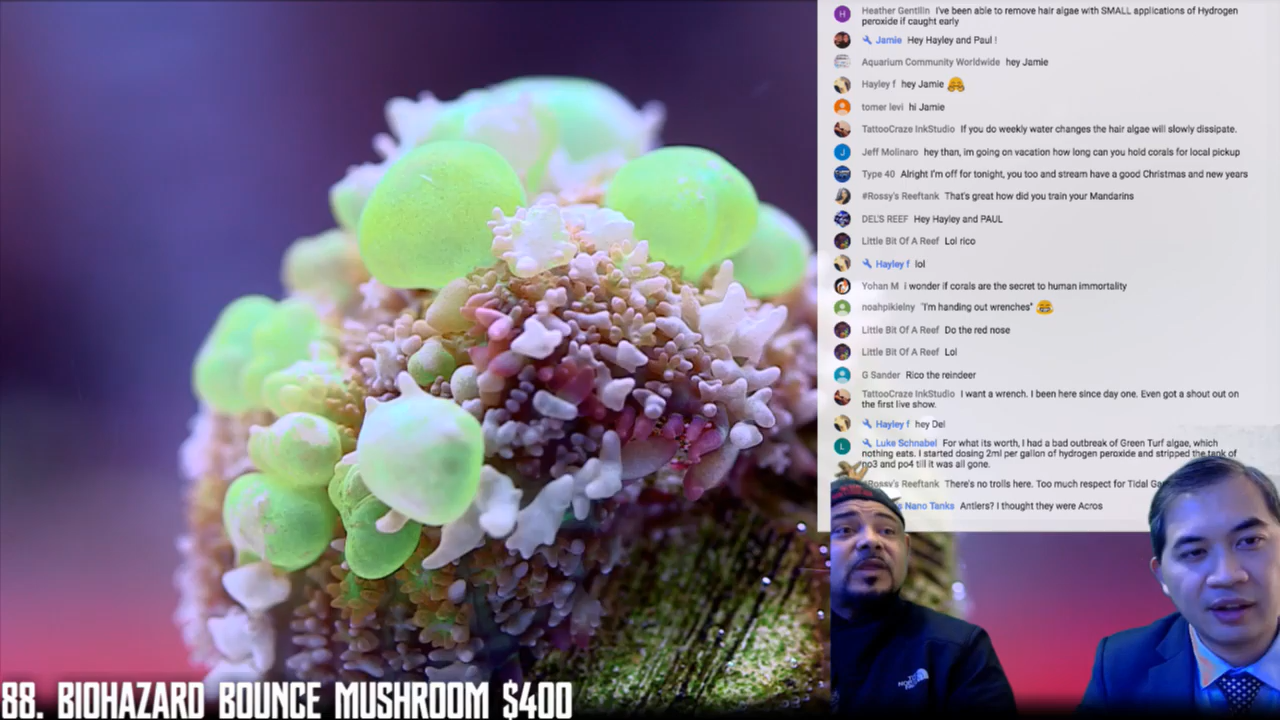 Heather Gentilin I've been able to remove hair algae with SMALL applications of Hydrogen
peroxide if caught early
Jamie Hey Hayley and Paul !
Aquarium Community Worldwide hey Jamie
Hayley f hey Jamie
tomer levi hi Jamie
TattooCraze InkStudio If you do weekly water changes the hair algae will slowly dissipate.
Jeff Molinaro hey than, im going on vacation how long can you hold corals for local pickup
Type 40 Alright I'm off for tonight, you too and stream have a good Christmas and new years
#Rossy's Reeftank That's great how did you train your Mandarins
DEL'S REEF Hey Hayley and PAUL
Little Bit Of A Reef Lol rico
Hayley f lol
Yohan M i wonder if corals are the secret to human immortality
noahpikielny "I'm handing out wrenches"
Little Bit Of A Reef Do the red nose
Little Bit Of A Reef Lol
G Sander Rico the reindeer
TattooCraze InkStudio I want a wrench. I been here since day one. Even got a shout out on
the first live show.
Hayley f hey Del
Luke Schnabel For what its worth, I had a bad outbreak of Green Turf algae, which
nothing eats. I started dosing 2ml per gallon of hydrogen peroxide and stripped the tank of
no3 and po4 till it was all gone.
#Rossy's Reeftank There's no trolls here. Too much respect for Tidal
Nano Tanks Antlers? I thought they were Acros
THE NORTH FACE
88. BIOHAZARD BOUNCE MUSHROOM $400